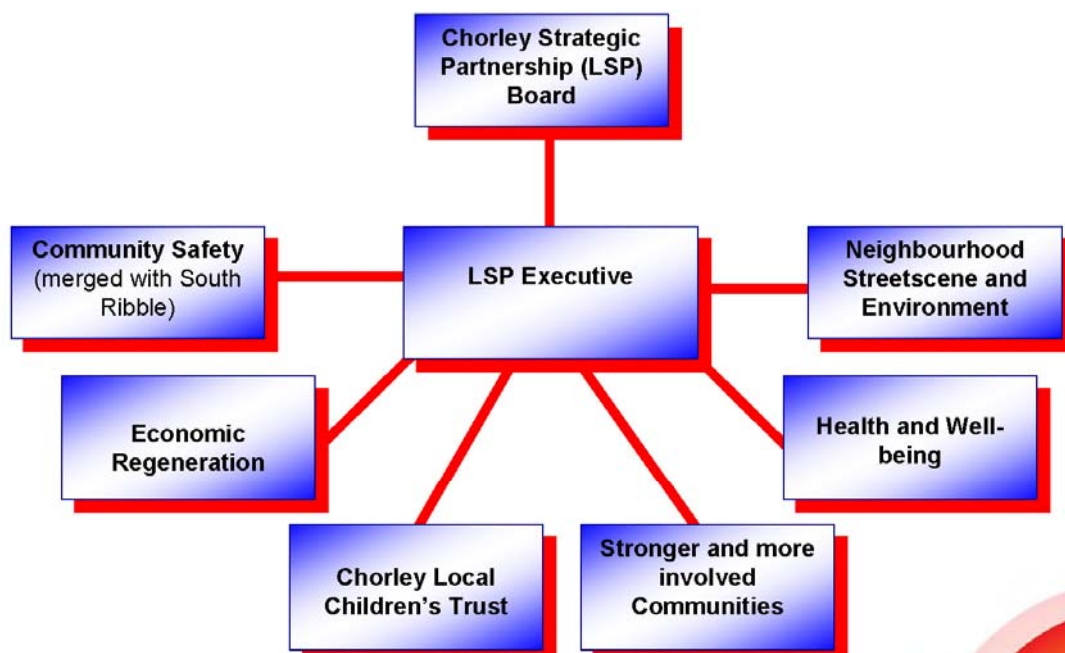 Chorley Strategic
Partnership (LSP)
Board
Community Safety
(merged with South
Ribble)
LSP Executive
Neighbourhood
Streetscene and
Environment
Economic
Regeneration
Health and Well-
being
Chorley Local
Children's Trust
Stronger and more
involved
Communities